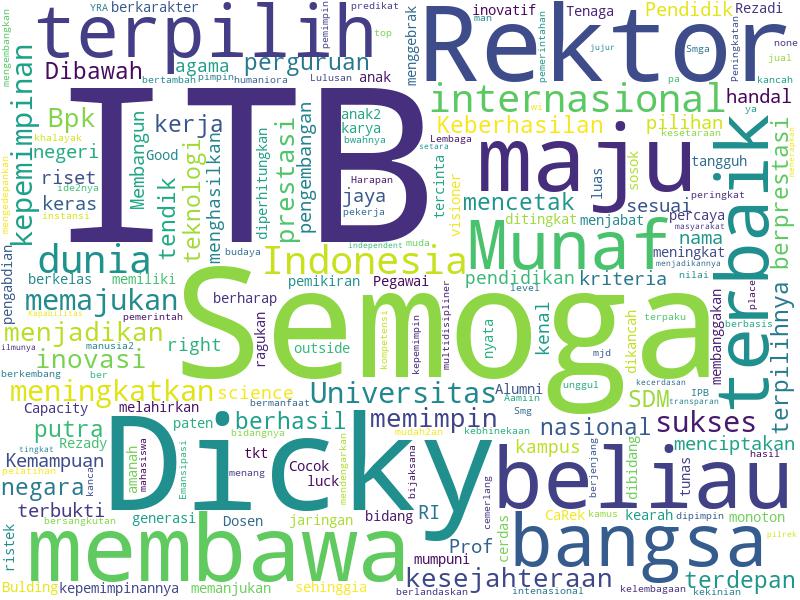 ITB
Semoga
Dicky
Rektor
membawa
beliau
bangsa
maju
Munaf
terpilih
terbaik
internasional
Indonesia
dunia
Universitas
meningkatkan
menjadikan
memajukan
inovasi
kepemimpinan
perguruan
agama
Dibawah
Bpk
kerja
negeri
riset
keras
jaya
karya
anak2
anak
tendik
teknologi
Membangun
Good
menghasilkan
diperhitungkan
prestasi
pengembangan
Keberhasilan
pilihan
handal
Pendidik
Tenaga
inovatif
Rezadi
menggebrak
YRA
berkarakter
predikat
pemimpin
top
man
jujur
pemerintahan
Smga
Peningkatan
none
jual
kancah
pa
kesetaraan
ya
wi
Lembaga
setara
bwahnya
Harapan
pekerja
tercinta
visioner
mencetak
ditingkat
menjabat
luas
sosok
sesuai
percaya
tangguh
peringkat
masyarakat
nama
meningkat
menjadikannya
nilai
berprestasi
menerapkan
terpilihnya
mengembangkan
mengedepankan
khalayak
ide2nya
instansi
bertambah
pimpin
humaniora
Lulusan
pengabdian
berkelas
memiliki
budaya
independent
muda
pemikiran
Pegawai
pendidikan
kriteria
level
berharap
pemerintah
Kapabilitas
manusia2
ilmunya
berkembang
ber
right
ragukan
outside
kompetensi
kepemimpin
multidisipliner
nyata
kenal
mjd
unggul
terpaku
dikancah
membanggakan
place
berbasis
kecerdasan
transparan
IPB
SDM
science
Capacity
melahirkan
paten
bermanfaat
berhasil
bidangnya
memimpin
mudah2an
Alumni
Aamiin
Smg
kebhinekaan
nasional
sukses
menciptakan
kampus
dibidang
tunas
hasil
berjenjang
putra
Rezady
Kemampuan
tingkat
pelatihan
kanca
amanah
mahasiswa
Emansipasi
tkt
menang
Cocok
luck
mendengarkan
bijaksana
negara
terbukti
bersangkutan
generasi
Dosen
jaringan
bidang
RI
cemerlang
CaRek
kamus
kearah
dipimpin
monoton
pilrek
ristek
Prof
cerdas
mumpuni
kesejahteraan
terdepan
Bulding
kepemimpinannya
memanjukan
sehinggia
berlandaskan
intenasional
kelembagaan
kekinian